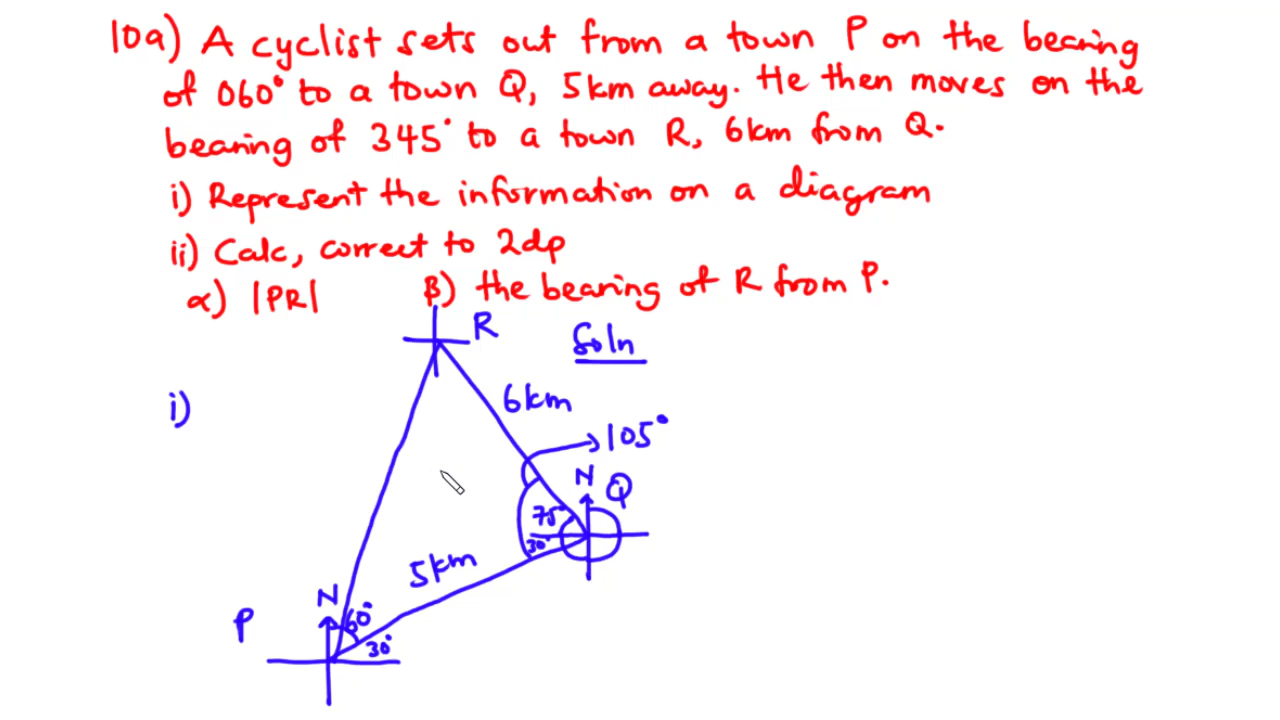 10a) A cyclist sets out from a town P on the bearing
of 060° to a town Q, 5km away. He then moves on the
bearing of 345° to a town R, 6km from Q.
i) Represent the information on a diagram
ii) Calc, correct to 2dp
α) |PR| β) the bearing of R from P.
R
Soln
i)
6km
105°
N
Q
75°
30°
5km
N
P
60°
30°